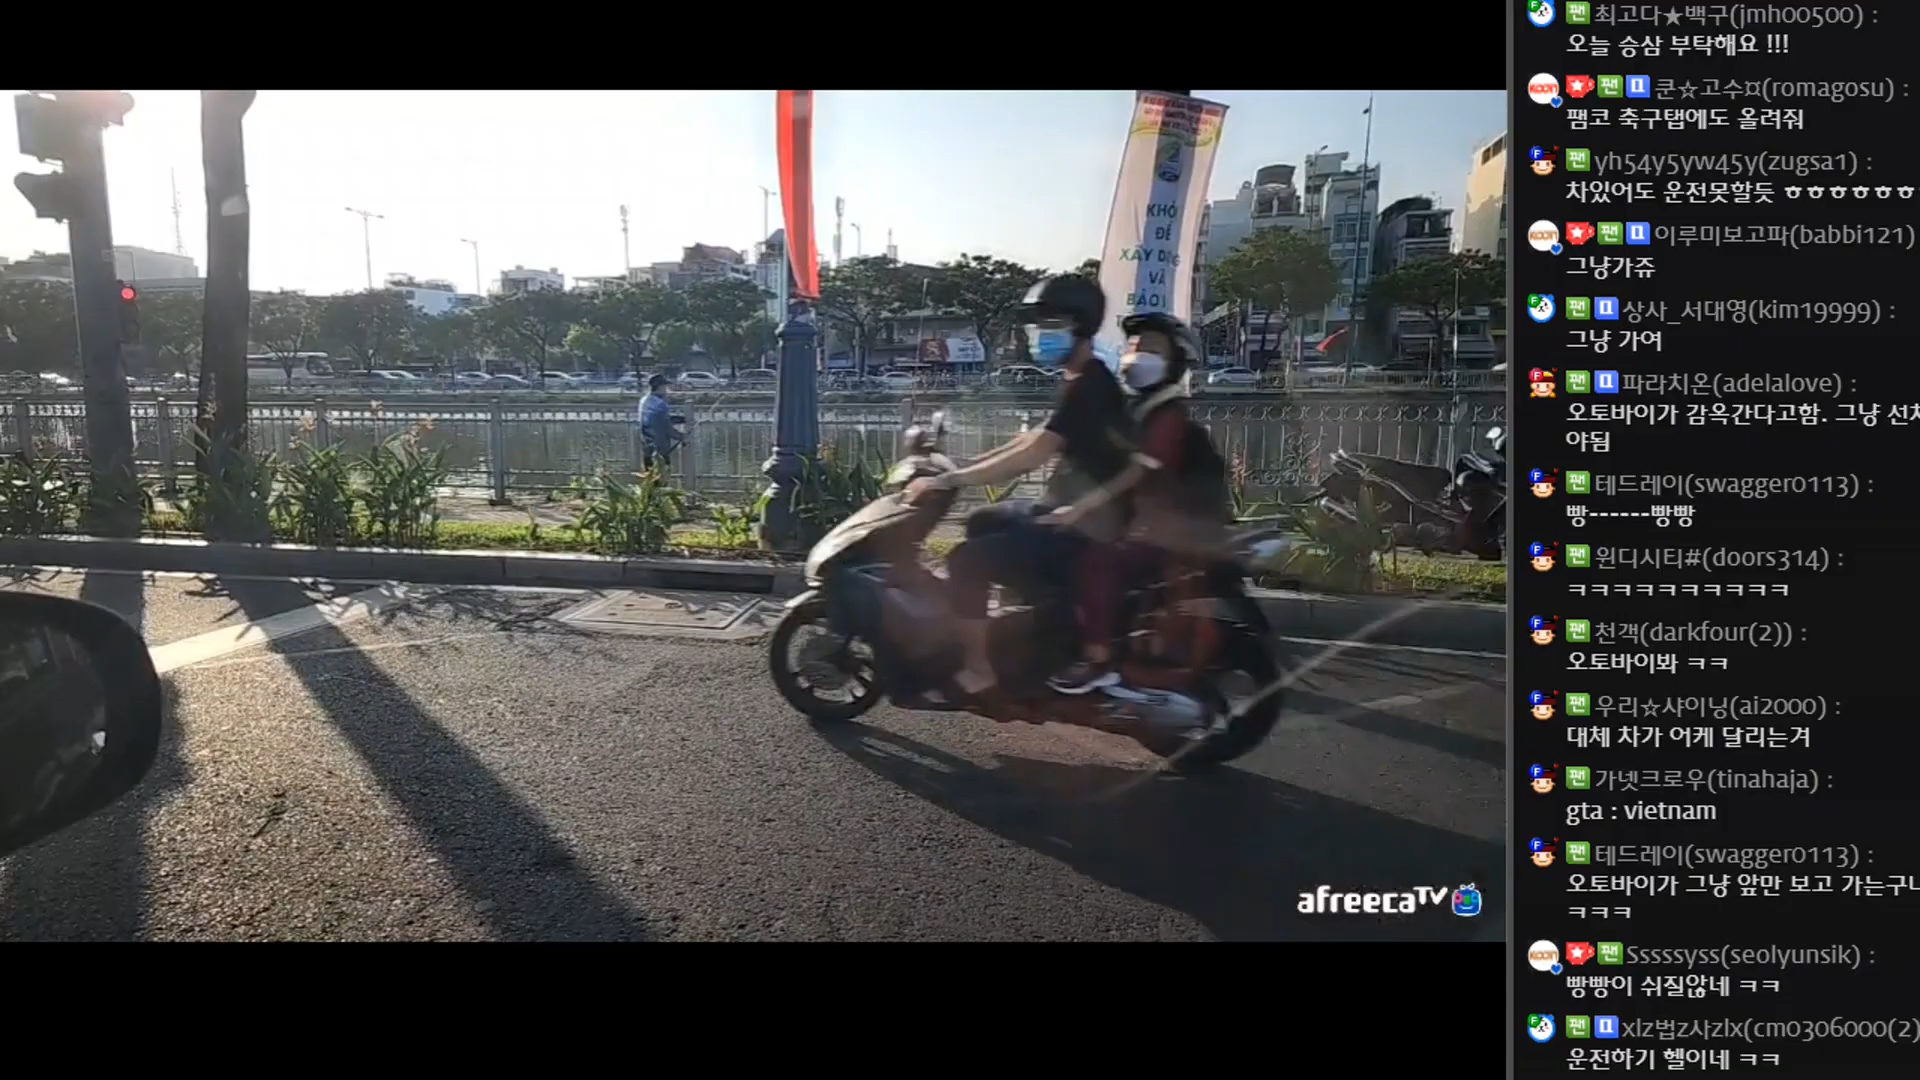 KHỎ
ĐỂ
XÂY D
VÀ
BẢO
afreecaTV
최고다★백구(jmh00500) :
오늘 승삼 부탁해요 !!!
쿤☆고수¤(romagosu) :
팸코 축구탭에도 올려줘
yh54y5yw45y(zugsa1) :
차있어도 운전못할듯 ㅎㅎㅎㅎㅎㅎ
이루미보고파(babbi121)
그냥가쥬
상사_서대영(kim19999) :
그냥 가여
파라치온(adelalove) :
오토바이가 감옥간다고함. 그냥 선
야됨
테드레이(swagger0113) :
빵------빵빵
윈디시티#(doors314) :
ㅋㅋㅋㅋㅋㅋㅋㅋㅋㅋ
천객(darkfour(2)) :
오토바이봐 ㅋㅋ
우리☆샤이닝(ai2000) :
대체 차가 어케 달리는겨
가넷크로우(tinahaja) :
gta : vietnam
테드레이(swagger0113) :
오토바이가 그냥 앞만 보고 가는구
ㅋㅋㅋ
Sssssyss(seolyunsik) :
빵빵이 쉬질않네 ㅋㅋ
xlz법z사zlx(cm0306000(2)
운전하기 헬이네 ㅋㅋ